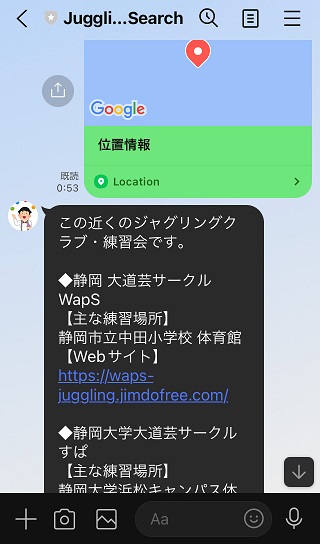 Juggli...Search
Google
位置情報
既読
0:53
Location
この近くのジャグリングク
ラブ・練習会です。
◆静岡 大道芸サークル
WapS
【主な練習場所】
静岡市立中田小学校 体育館
【Webサイト】
https://waps-
juggling.jimdofree.com/
◆静岡大学大道芸サークル
すぱ
【主な練習場所】
静岡大学浜松キャンパス体
Aa